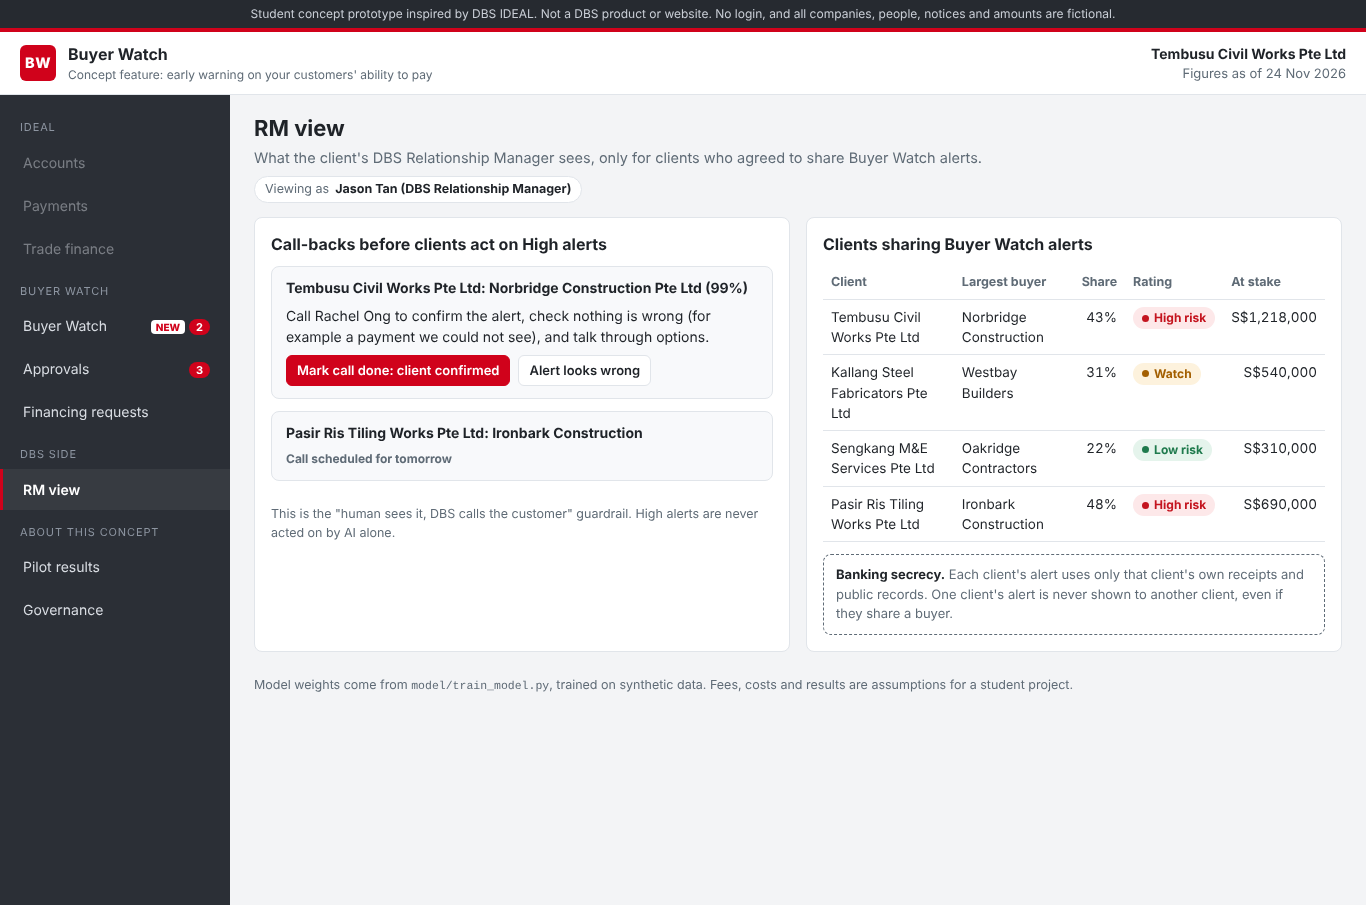 Student concept prototype inspired by DBS IDEAL. Not a DBS product or website. No login, and all companies, people, notices and amounts are fictional.
BW
Buyer Watch
Concept feature: early warning on your customers' ability to pay
Tembusu Civil Works Pte Ltd
Figures as of 24 Nov 2026
IDEAL
Accounts
Payments
Trade finance
BUYER WATCH
Buyer Watch NEW 2
Approvals 3
Financing requests
DBS SIDE
RM view
ABOUT THIS CONCEPT
Pilot results
Governance
RM view
What the client's DBS Relationship Manager sees, only for clients who agreed to share Buyer Watch alerts.
Viewing as Jason Tan (DBS Relationship Manager)
Call-backs before clients act on High alerts
Tembusu Civil Works Pte Ltd: Norbridge Construction Pte Ltd (99%)
Call Rachel Ong to confirm the alert, check nothing is wrong (for
example a payment we could not see), and talk through options.
Mark call done: client confirmed Alert looks wrong
Pasir Ris Tiling Works Pte Ltd: Ironbark Construction
Call scheduled for tomorrow
This is the "human sees it, DBS calls the customer" guardrail. High alerts are never
acted on by AI alone.
Clients sharing Buyer Watch alerts
Client Largest buyer Share Rating At stake
Tembusu Civil Norbridge 43% High risk S$1,218,000
Works Pte Ltd Construction
Kallang Steel Westbay 31% Watch S$540,000
Fabricators Pte Builders
Ltd
Sengkang M&E Oakridge 22% Low risk S$310,000
Services Pte Ltd Contractors
Pasir Ris Tiling Ironbark 48% High risk S$690,000
Works Pte Ltd Construction
Banking secrecy. Each client's alert uses only that client's own receipts and
public records. One client's alert is never shown to another client, even if
they share a buyer.
Model weights come from model/train_model.py, trained on synthetic data. Fees, costs and results are assumptions for a student project.